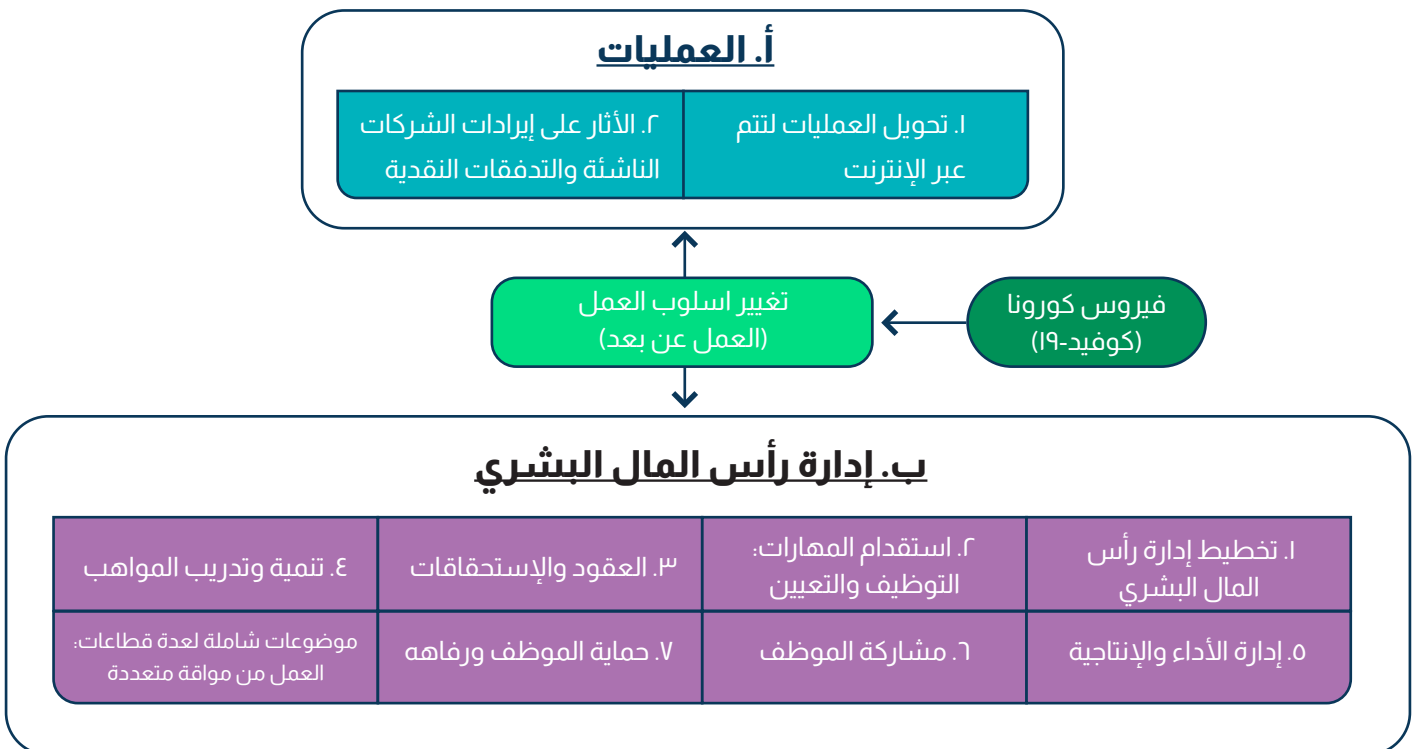 أ. العمليات
١. تحويل العمليات لتتم
عبر الإنترنت
٢. الأثار على إيرادات الشركات
الناشئة والتدفقات النقدية
فيروس كورونا
(كوفيد-١٩)
تغيير اسلوب العمل
(العمل عن بعد)
ب. إدارة رأس المال البشري
١. تخطيط إدارة رأس
المال البشري
٢. استقدام المهارات:
التوظيف والتعيين
٣. العقود والإستحقاقات
٤. تنمية وتدريب المواهب
٥. إدارة الأداء والإنتاجية
٦. مشاركة الموظف
٧. حماية الموظف ورفاهه
موضوعات شاملة لعدة قطاعات:
العمل من مواقة متعددة